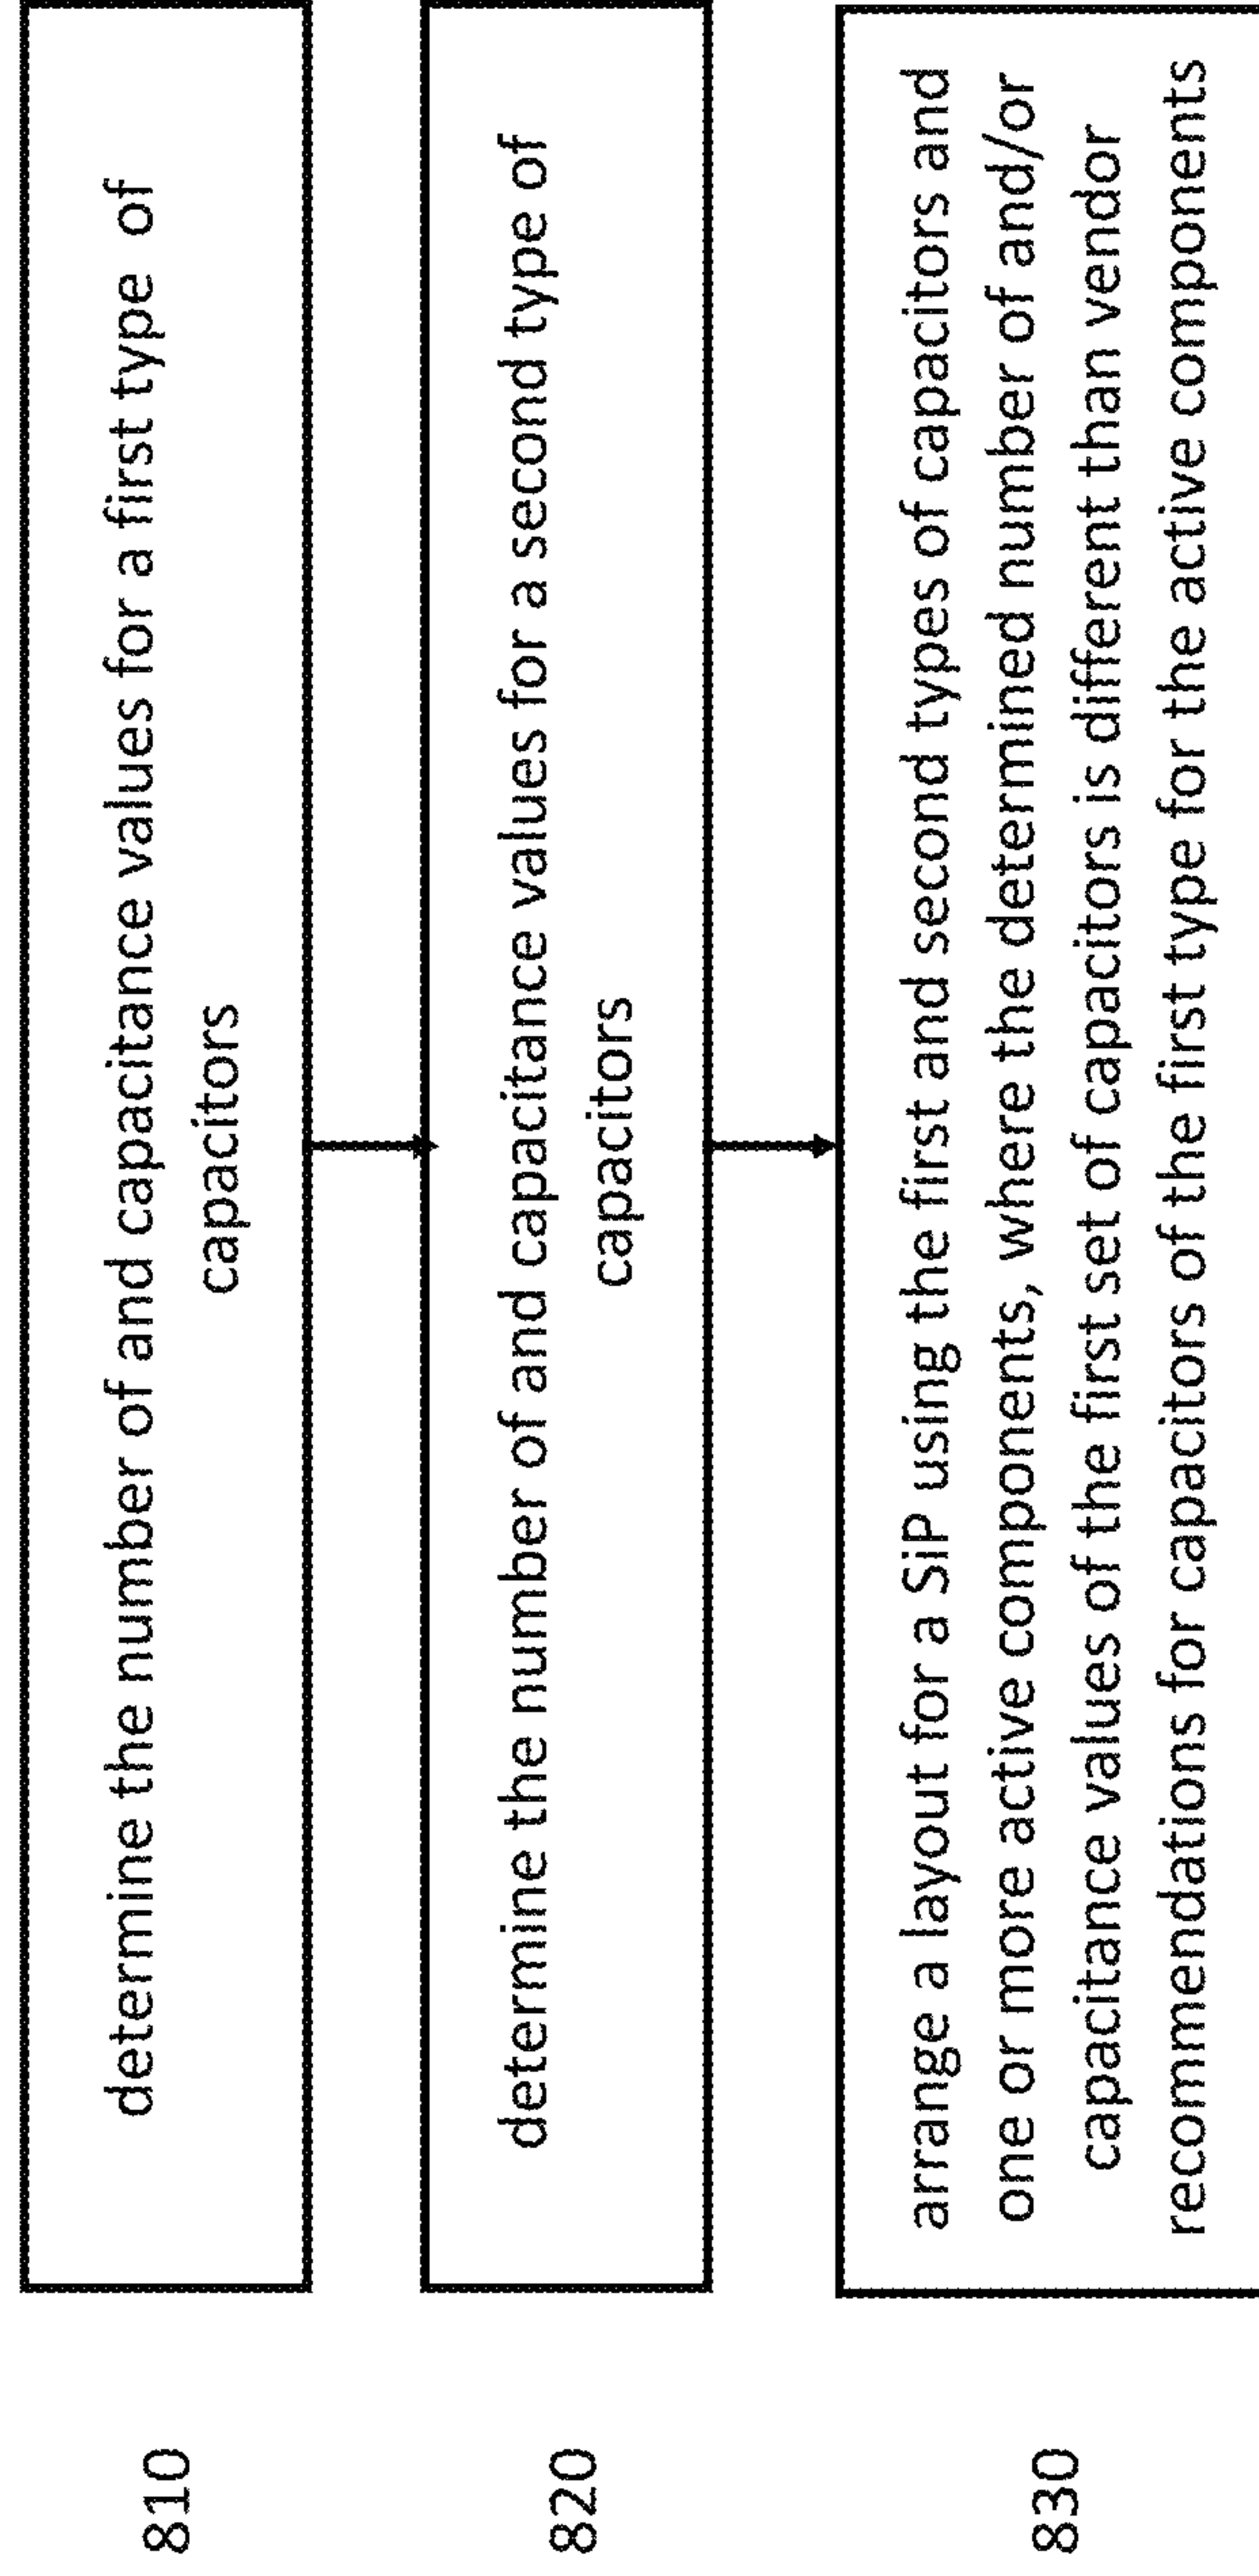 810
determine the number of and capacitance values for a first type of
capacitors
820
determine the number of and capacitance values for a second type of
capacitors
830
arrange a layout for a SiP using the first and second types of capacitors and
one or more active components, where the determined number of and/or
capacitance values of the first set of capacitors is different than vendor
recommendations for capacitors of the first type for the active components